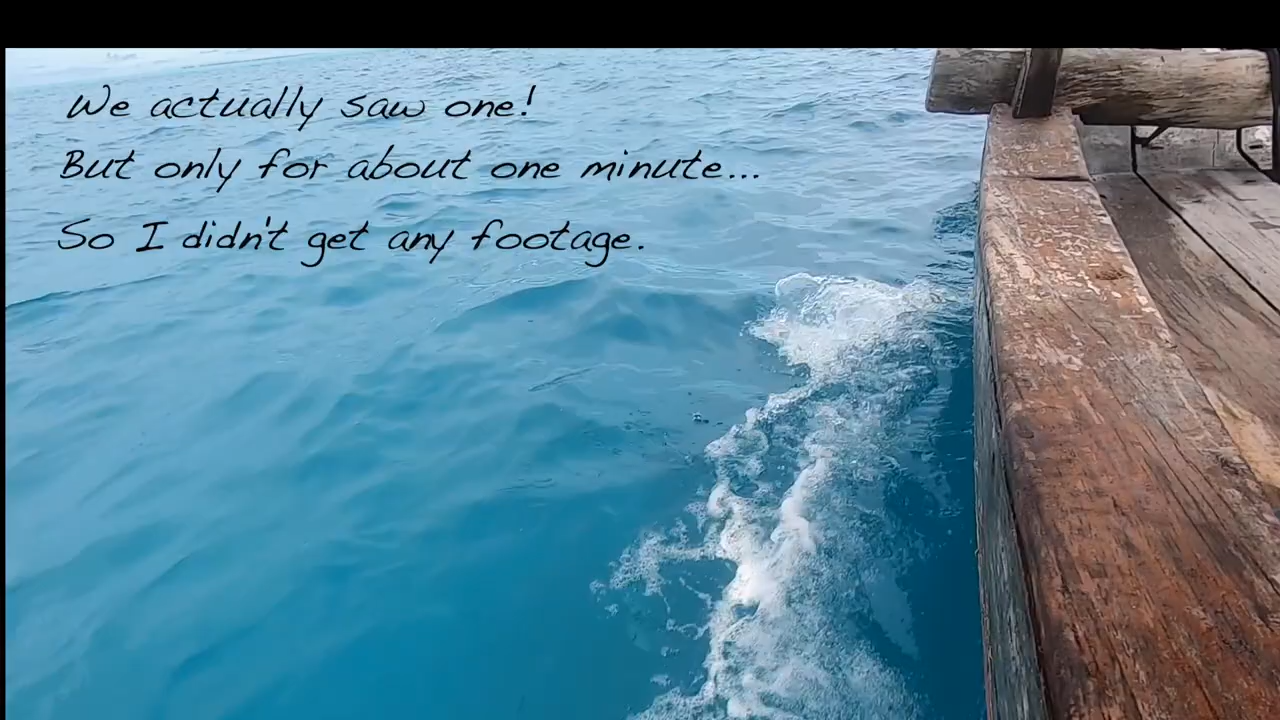 We actually saw one!
But only for about one minute...
So I didn't get any footage.